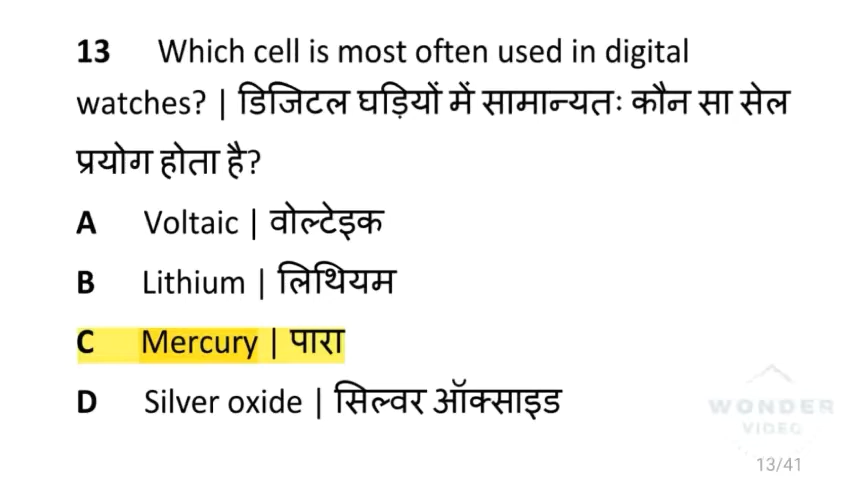 13 Which cell is most often used in digital
watches? | डिजिटल घड़ियों में सामान्यतः कौन सा सेल
प्रयोग होता है?
A Voltaic | वोल्टेइक
B Lithium | लिथियम
C Mercury | पारा
D Silver oxide | सिल्वर ऑक्साइड
WONDER
VIDEO
13/41